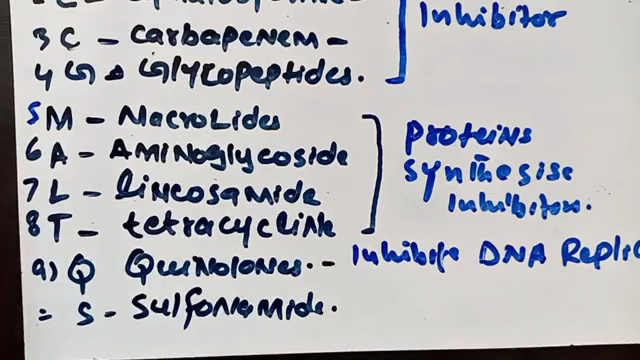 Inhibitor
3 C - Carbapenem -
4 G - Glycopeptides.
5 M - Macrolides
6 A - AMINOglycoside
7 L - lincosamide
8 T - tetracycline
Proteins
synthesise
Inhibitors.
9) Q Quinolones. - Inhibits DNA Replic
= S - Sulfonamide.